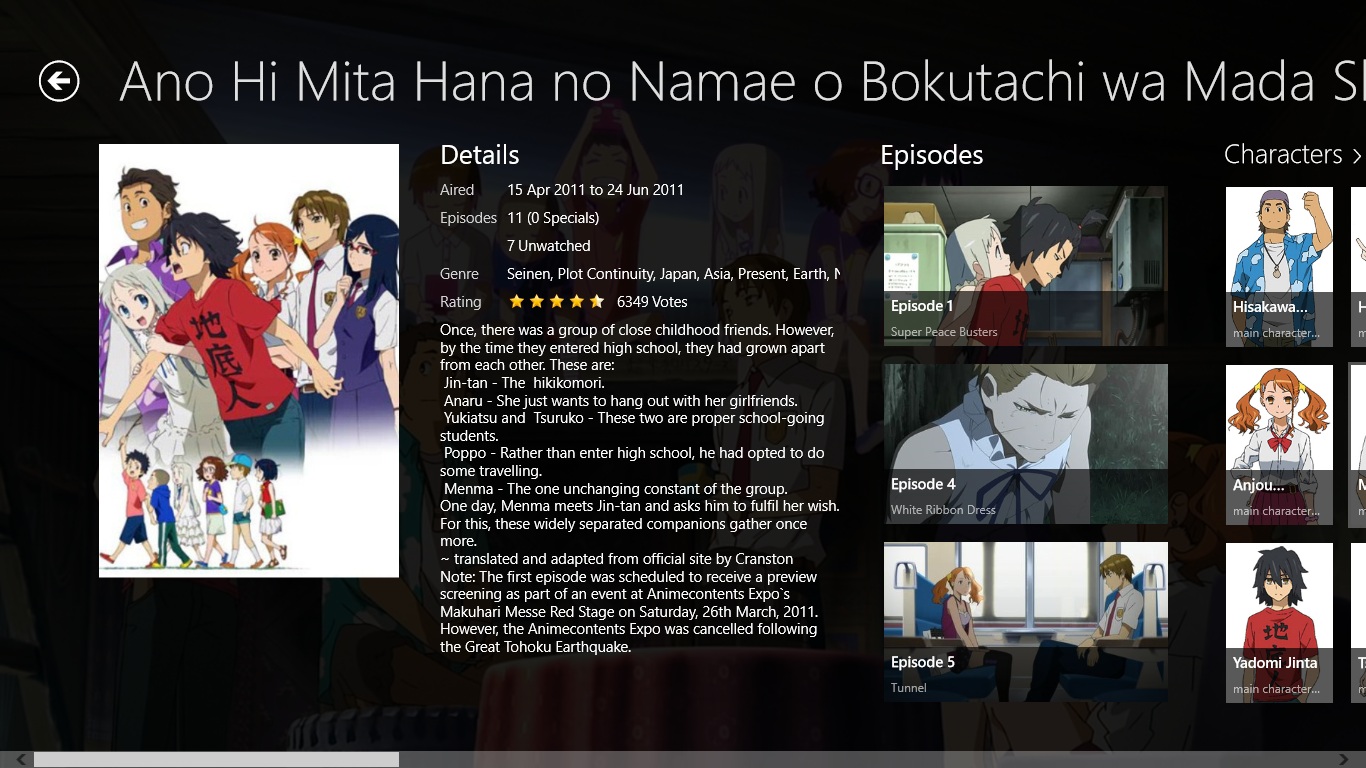 Ano Hi Mita Hana no Namae o Bokutachi wa Mada
Details
Aired 15 Apr 2011 to 24 Jun 2011
Episodes 11 (0 Specials)
7 Unwatched
Genre Seinen, Plot Continuity, Japan, Asia, Present, Earth,
Rating 6349 Votes
Once, there was a group of close childhood friends. However,
by the time they entered high school, they had grown apart
from each other. These are:
Jin-tan - The hikikomori.
Anaru - She just wants to hang out with her girlfriends.
Yukiatsu and Tsuruko - These two are proper school-going
students.
Poppo - Rather than enter high school, he had opted to do
some travelling.
Menma - The one unchanging constant of the group.
One day, Menma meets Jin-tan and asks him to fulfil her wish.
For this, these widely separated companions gather once
more.
~ translated and adapted from official site by Cranston
Note: The first episode was scheduled to receive a preview
screening as part of an event at Animecontents Expo`s
Makuhari Messe Red Stage on Saturday, 26th March, 2011.
However, the Animecontents Expo was cancelled following
the Great Tohoku Earthquake.
地底人
Episodes
Episode 1
Super Peace Busters
Episode 4
White Ribbon Dress
Episode 5
Tunnel
Characters >
Hisakawa...
main character...
Anjou...
main character...
地
Yadomi Jinta
main character...